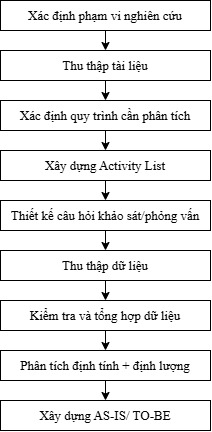 Xác định phạm vi nghiên cứu
Thu thập tài liệu
Xác định quy trình cần phân tích
Xây dựng Activity List
Thiết kế câu hỏi khảo sát/phỏng vấn
Thu thập dữ liệu
Kiểm tra và tổng hợp dữ liệu
Phân tích định tính + định lượng
Xây dựng AS-IS/ TO-BE